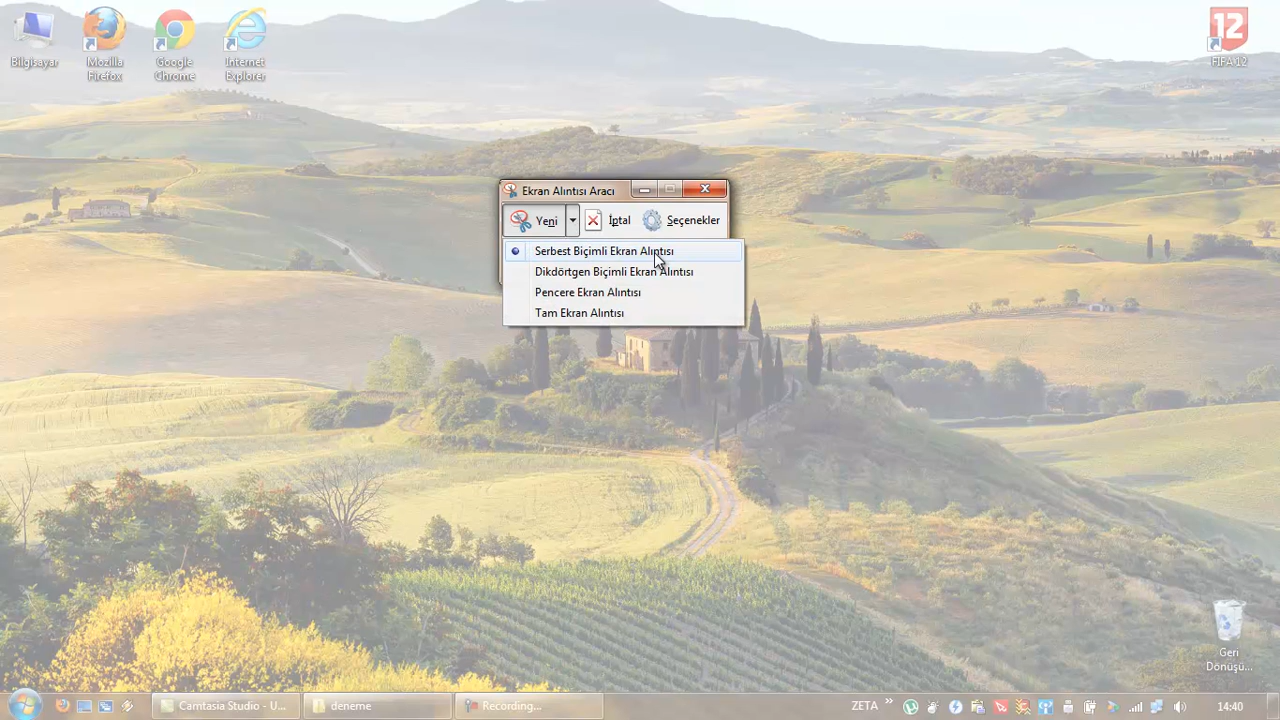 Bilgisayar
Mozilla
Firefox
Google
Chrome
Internet
Explorer
12
FIFA 12
Ekran Alıntısı Aracı
Yeni
İptal
Seçenekler
Serbest Biçimli Ekran Alıntısı
Dikdörtgen Biçimli Ekran Alıntısı
Pencere Ekran Alıntısı
Tam Ekran Alıntısı
Geri
Dönüşü...
Camtasia Studio - U...
deneme
Recording...
ZETA
14:40